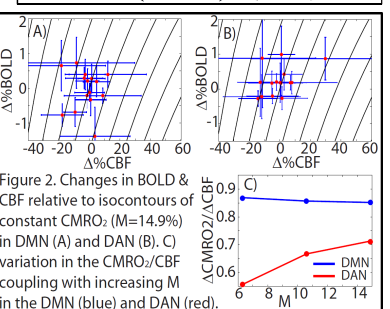 A)
B)
Δ%BOLD
2
1
0
-1
-40 -20 0 20 40 60
Δ%CBF
Δ%BOLD
2
1
0
-1
-40 -20 0 20 40 60
Δ%CBF
Figure 2. Changes in BOLD &
CBF relative to isocontours of
constant CMRO₂ (M=14.9%)
in DMN (A) and DAN (B). C)
variation in the CMRO₂/CBF
coupling with increasing M
in the DMN (blue) and DAN (red).
C)
ΔCMRO2/ΔCBF
0.9
0.8
0.7
0.6
DMN
DAN
6 8 10 12 14
M